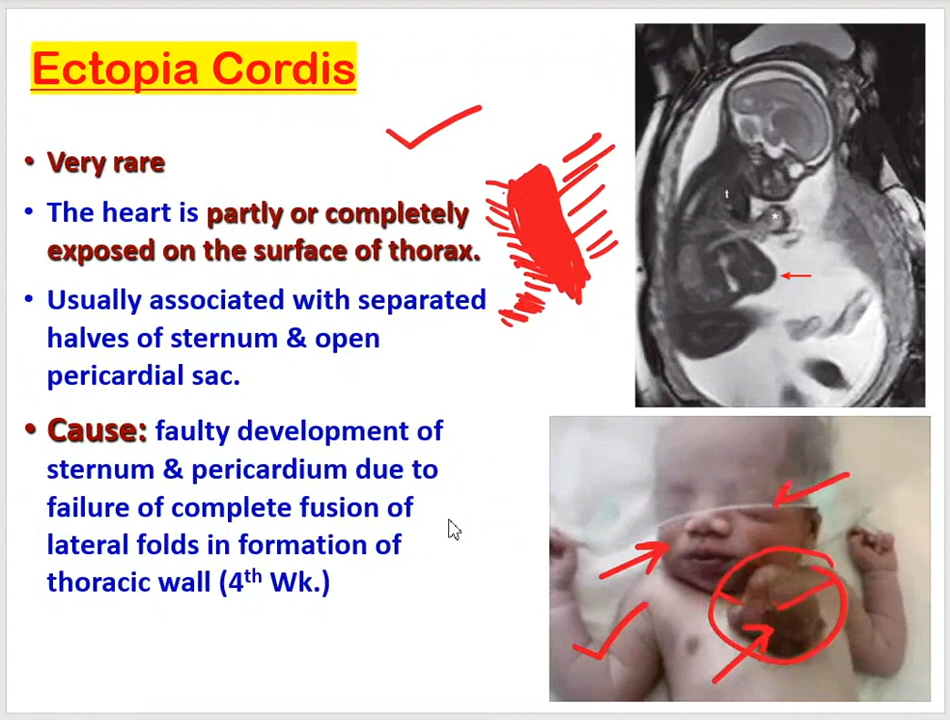 Ectopia Cordis
• Very rare
• The heart is partly or completely
exposed on the surface of thorax.
• Usually associated with separated
halves of sternum & open
pericardial sac.
• Cause: faulty development of
sternum & pericardium due to
failure of complete fusion of
lateral folds in formation of
thoracic wall (4th Wk.)
t
*